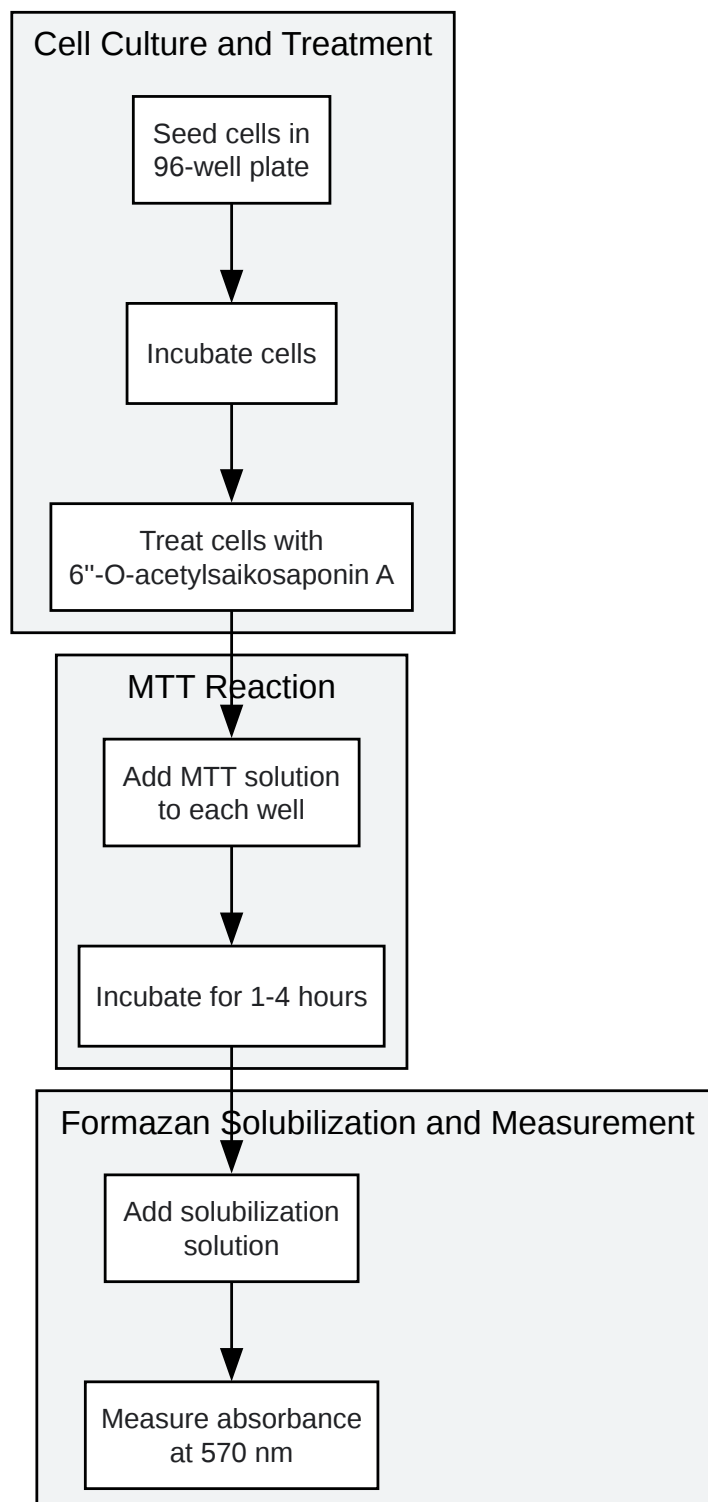 Cell Culture and Treatment
Seed cells in
96-well plate
Incubate cells
Treat cells with
6''-O-acetylsaikosaponin A
MTT Reaction
Add MTT solution
to each well
Incubate for 1-4 hours
Formazan Solubilization and Measurement
Add solubilization
solution
Measure absorbance
at 570 nm